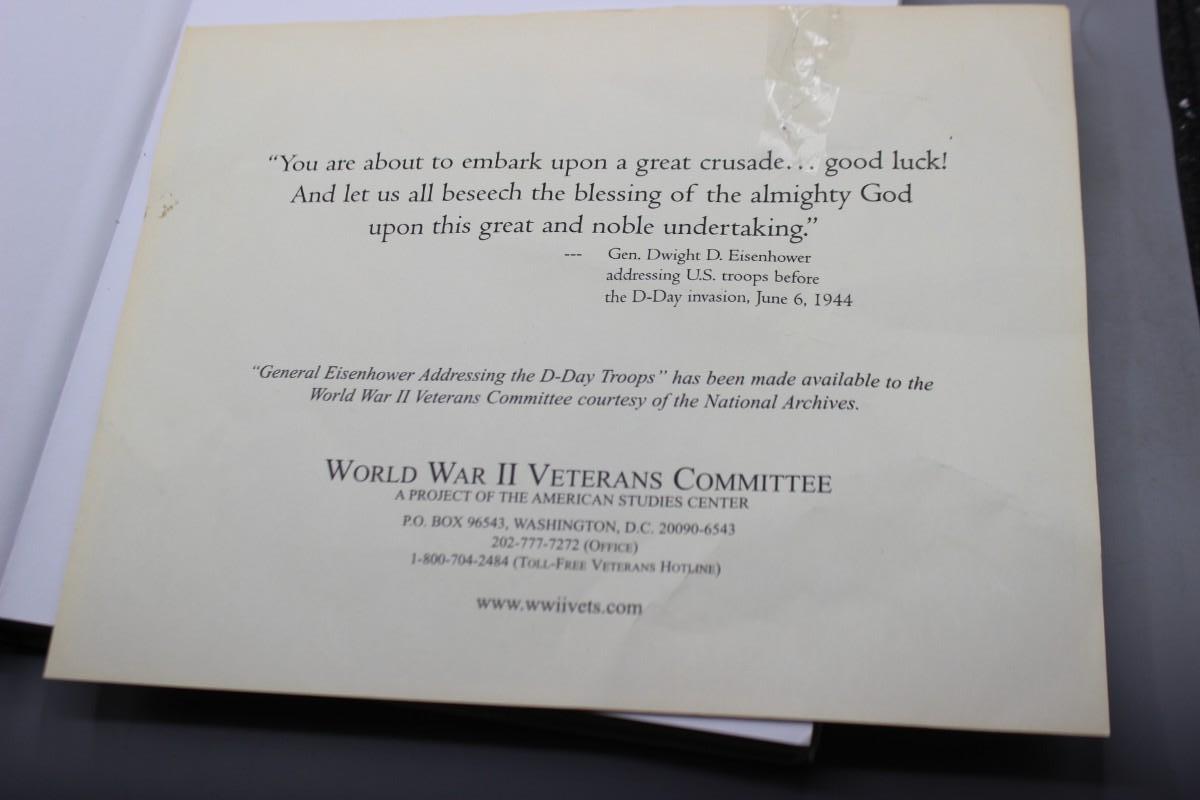 “You are about to embark upon a great crusade... good luck!
And let us all beseech the blessing of the almighty God
upon this great and noble undertaking.”
--- Gen. Dwight D. Eisenhower
addressing U.S. troops before
the D-Day invasion, June 6, 1944
“General Eisenhower Addressing the D-Day Troops” has been made available to the
World War II Veterans Committee courtesy of the National Archives.
WORLD WAR II VETERANS COMMITTEE
A PROJECT OF THE AMERICAN STUDIES CENTER
P.O. BOX 96543, WASHINGTON, D.C. 20090-6543
202-777-7272 (OFFICE)
1-800-704-2484 (TOLL-FREE VETERANS HOTLINE)
www.wwiivets.com